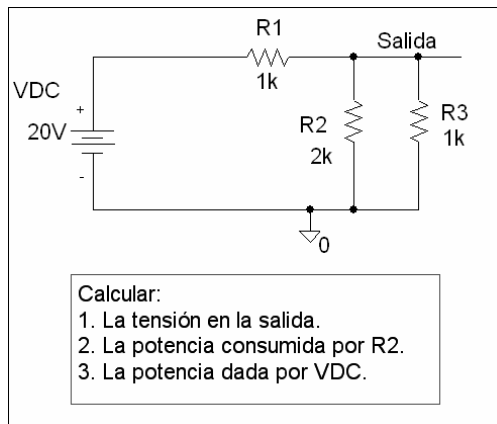 R1
1k
Salida
VDC
+
20V
-
R2
2k
R3
1k
0
Calcular:
1. La tensión en la salida.
2. La potencia consumida por R2.
3. La potencia dada por VDC.